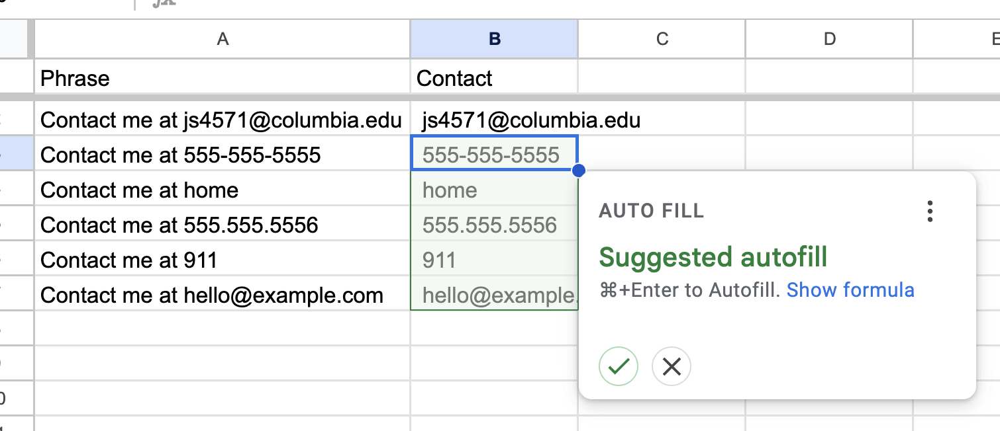 A B C D E
Phrase Contact
Contact me at js4571@columbia.edu js4571@columbia.edu
Contact me at 555-555-5555 555-555-5555
Contact me at home home
Contact me at 555.555.5556 555.555.5556
Contact me at 911 911
Contact me at hello@example.com hello@example.
AUTO FILL
Suggested autofill
⌘+Enter to Autofill. Show formula